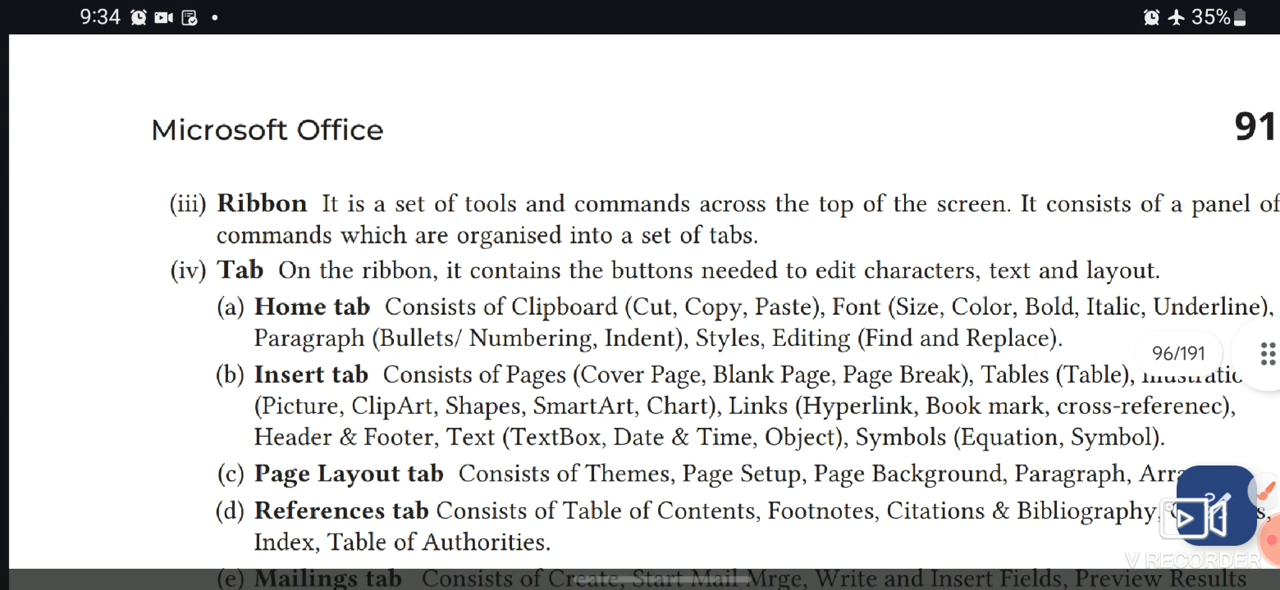 9:34
35%
Microsoft Office
91
(iii) Ribbon It is a set of tools and commands across the top of the screen. It consists of a panel of
commands which are organised into a set of tabs.
(iv) Tab On the ribbon, it contains the buttons needed to edit characters, text and layout.
(a) Home tab Consists of Clipboard (Cut, Copy, Paste), Font (Size, Color, Bold, Italic, Underline),
Paragraph (Bullets/ Numbering, Indent), Styles, Editing (Find and Replace).
96/191
(b) Insert tab Consists of Pages (Cover Page, Blank Page, Page Break), Tables (Table),
(Picture, ClipArt, Shapes, SmartArt, Chart), Links (Hyperlink, Book mark, cross-referenec),
Header & Footer, Text (TextBox, Date & Time, Object), Symbols (Equation, Symbol).
(c) Page Layout tab Consists of Themes, Page Setup, Page Background, Paragraph,
(d) References tab Consists of Table of Contents, Footnotes, Citations & Bibliography,
Index, Table of Authorities.
V RECORDER
(e) Mailings tab Consists of Create, Start Mail Mrge, Write and Insert Fields, Preview Results